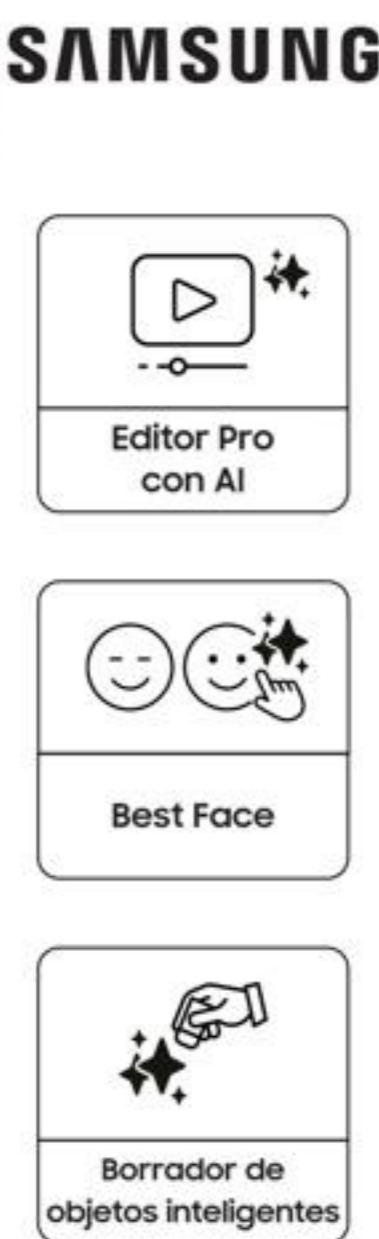 SAMSUNG
Editor Pro
con AI
Best Face
Borrador de
objetos inteligentes